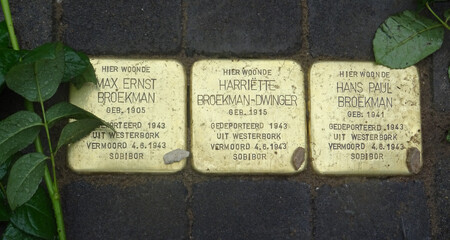 HIER WOONDE
MAX ERNST
BROEKMAN
GEB. 1905
GEDEPORTEERD 1943
UIT WESTERBORK
VERMOORD 4.6.1943
SOBIBOR
HIER WOONDE
HARRIËTTE
BROEKMAN-DWINGER
GEB. 1915
GEDEPORTEERD 1943
UIT WESTERBORK
VERMOORD 4.6.1943
SOBIBOR
HIER WOONDE
HANS PAUL
BROEKMAN
GEB. 1941
GEDEPORTEERD 1943
UIT WESTERBORK
VERMOORD 4.6.1943
SOBIBOR